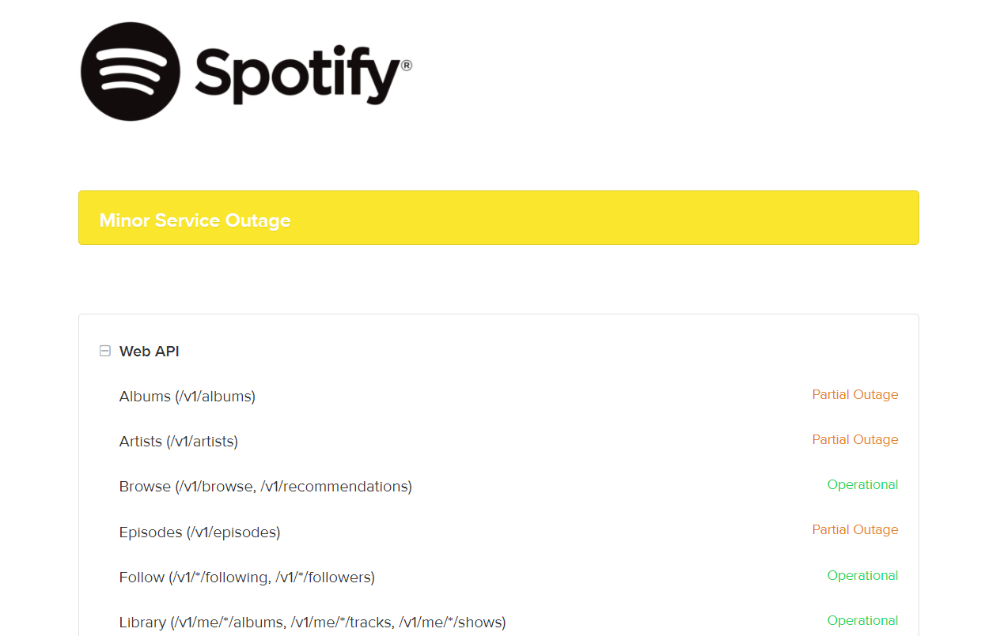 Spotify®
Minor Service Outage
Web API
Albums (/v1/albums) Partial Outage
Artists (/v1/artists) Partial Outage
Browse (/v1/browse, /v1/recommendations) Operational
Episodes (/v1/episodes) Partial Outage
Follow (/v1/*/following, /v1/*/followers) Operational
Library (/v1/me/*/albums, /v1/me/*/tracks, /v1/me/*/shows) Operational